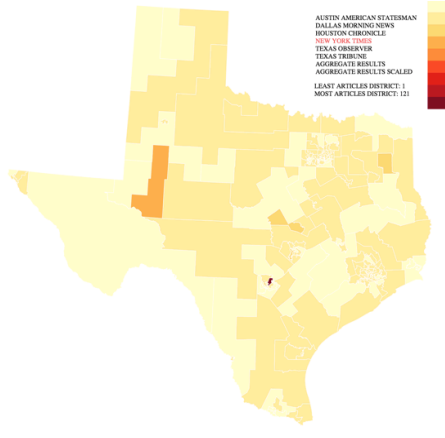 AUSTIN AMERICAN STATESMAN
DALLAS MORNING NEWS
HOUSTON CHRONICLE
NEW YORK TIMES
TEXAS OBSERVER
TEXAS TRIBUNE
AGGREGATE RESULTS
AGGREGATE RESULTS SCALED
LEAST ARTICLES DISTRICT: 1
MOST ARTICLES DISTRICT: 121